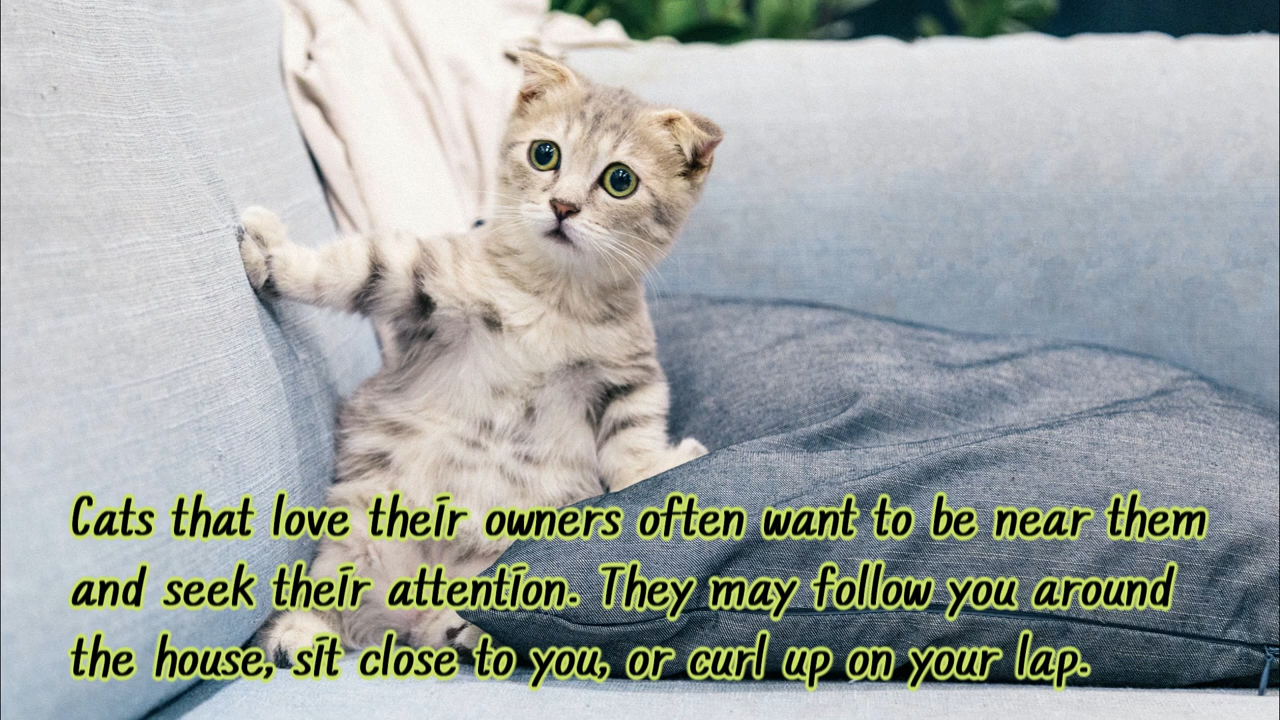 Cats that love their owners often want to be near them
and seek their attention. They may follow you around
the house, sit close to you, or curl up on your lap.